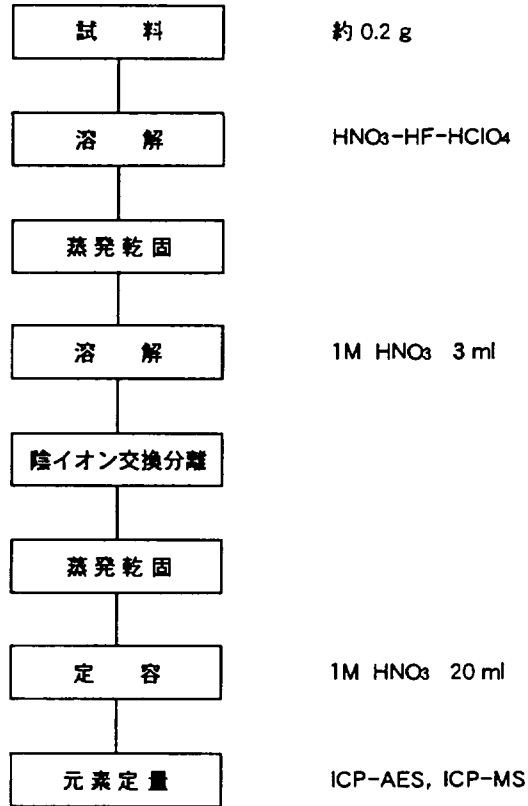 試料 約 0.2 g
溶解 HNO₃-HF-HClO₄
蒸発乾固
溶解 1M HNO₃ 3 ml
陰イオン交換分離
蒸発乾固
定容 1M HNO₃ 20 ml
元素定量 ICP-AES, ICP-MS